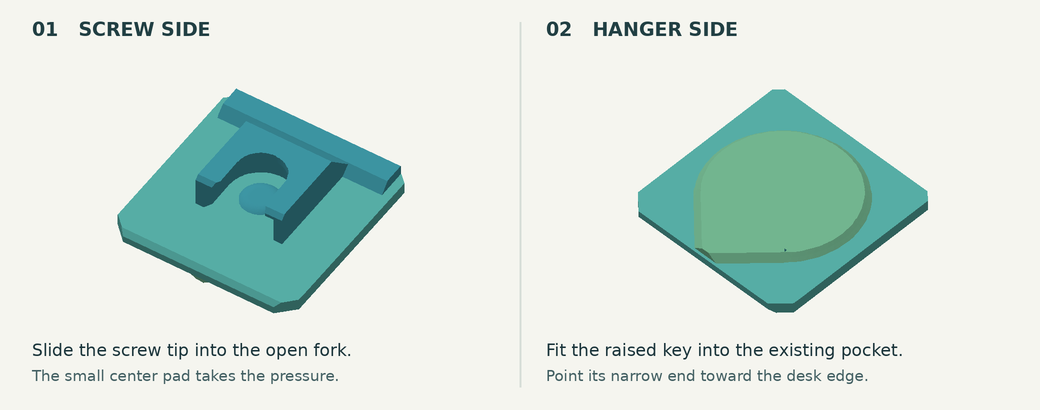 01 SCREW SIDE
Slide the screw tip into the open fork.
The small center pad takes the pressure.
02 HANGER SIDE
Fit the raised key into the existing pocket.
Point its narrow end toward the desk edge.